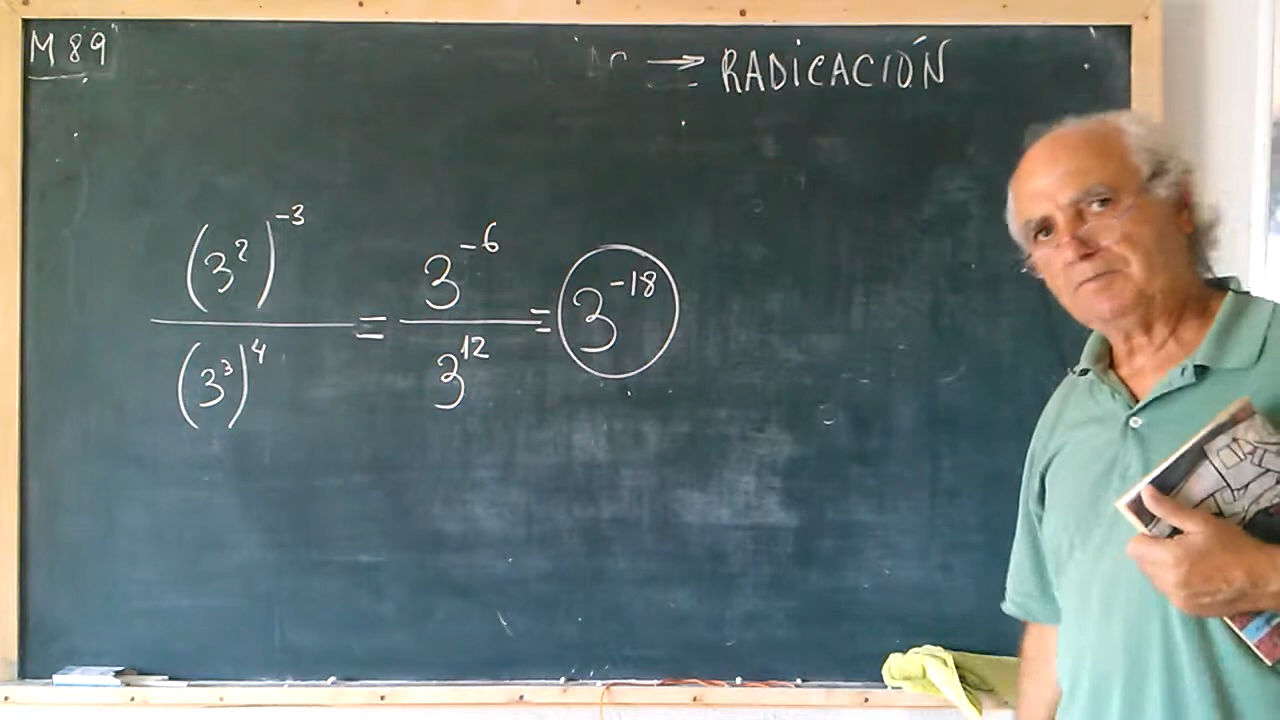 M 89
→ RADICACIÓN
(3²)⁻³ / (3³)⁴ = 3⁻⁶ / 3¹² = 3⁻¹⁸